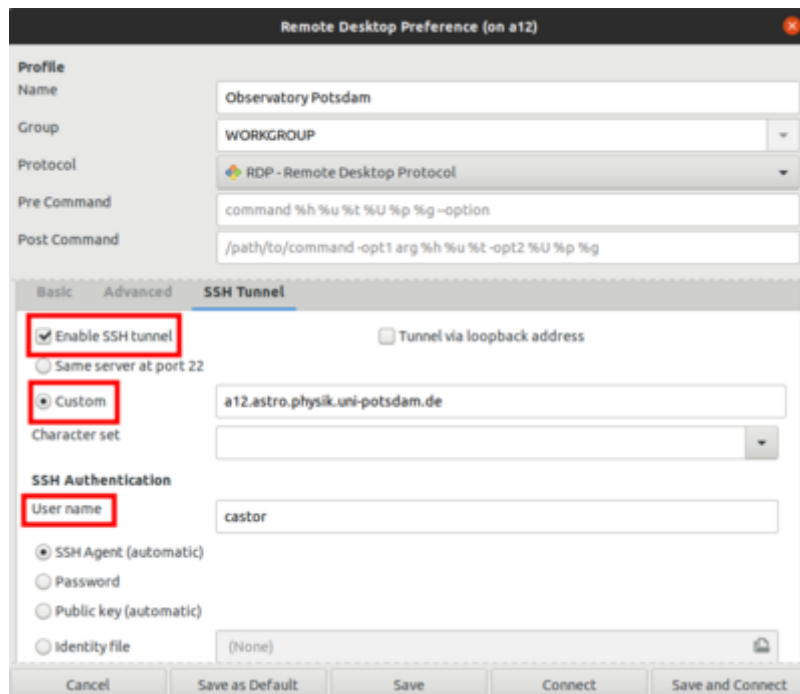 Remote Desktop Preference (on a12)
Profile
Name
Observatory Potsdam
Group
WORKGROUP
Protocol
RDP - Remote Desktop Protocol
Pre Command
command %h %u %t %U %p %g --option
Post Command
/path/to/command -opt1 arg %h %u %t -opt2 %U %p %g
Basic Advanced SSH Tunnel
Enable SSH tunnel Tunnel via loopback address
Same server at port 22
Custom a12.astro.physik.uni-potsdam.de
Character set
SSH Authentication
User name
castor
SSH Agent (automatic)
Password
Public key (automatic)
Identity file (None)
Cancel Save as Default Save Connect Save and Connect